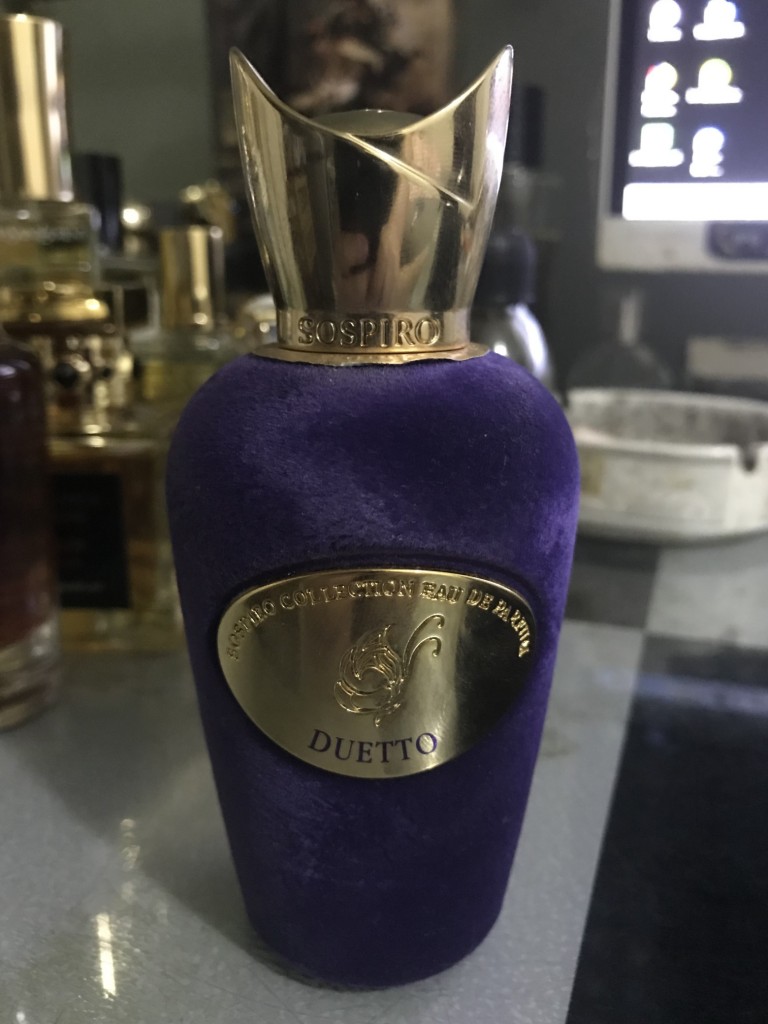 SOSPIRO
SOSPIRO COLLECTION EAU DE PARFUM
DUETTO